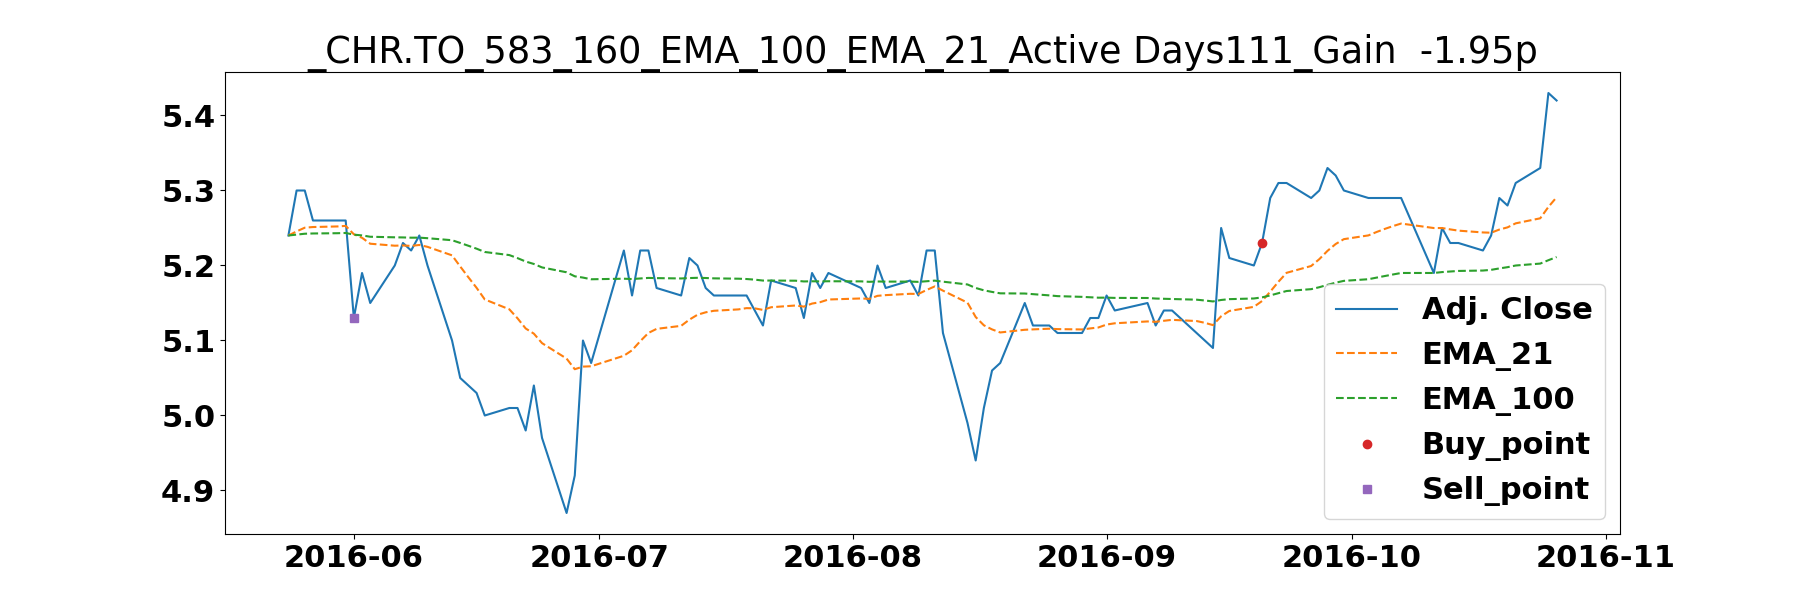 _CHR.TO_583_160_EMA_100_EMA_21_Active Days111_Gain  -1.95p
5.4
5.3
5.2
5.1
5.0
4.9
Adj. Close
EMA_21
EMA_100
Buy_point
Sell_point
2016-06 2016-07 2016-08 2016-09 2016-10 2016-11